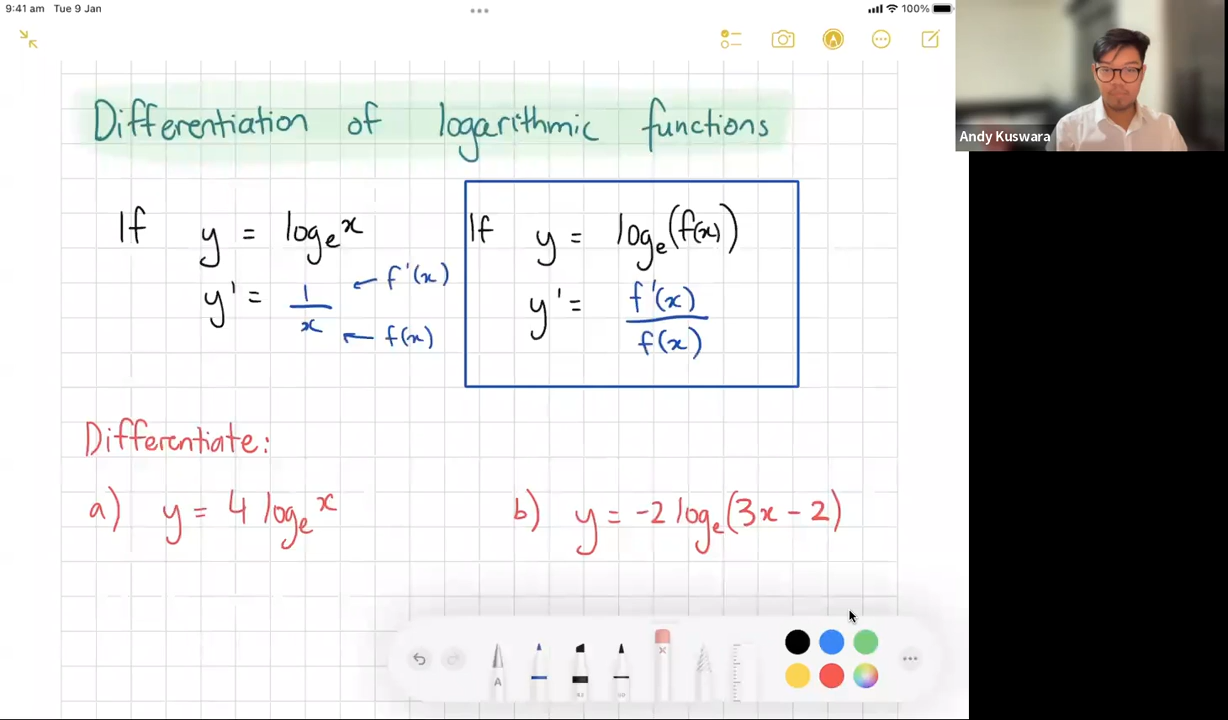 9:41 am Tue 9 Jan
100%
Andy Kuswara
Differentiation of logarithmic functions
If y = logₑx
y' = 1/x
← f'(x)
← f(x)
If y = logₑ(f(x))
y' = f'(x)/f(x)
Differentiate:
a) y = 4 logₑx
b) y = -2 logₑ(3x - 2)
A